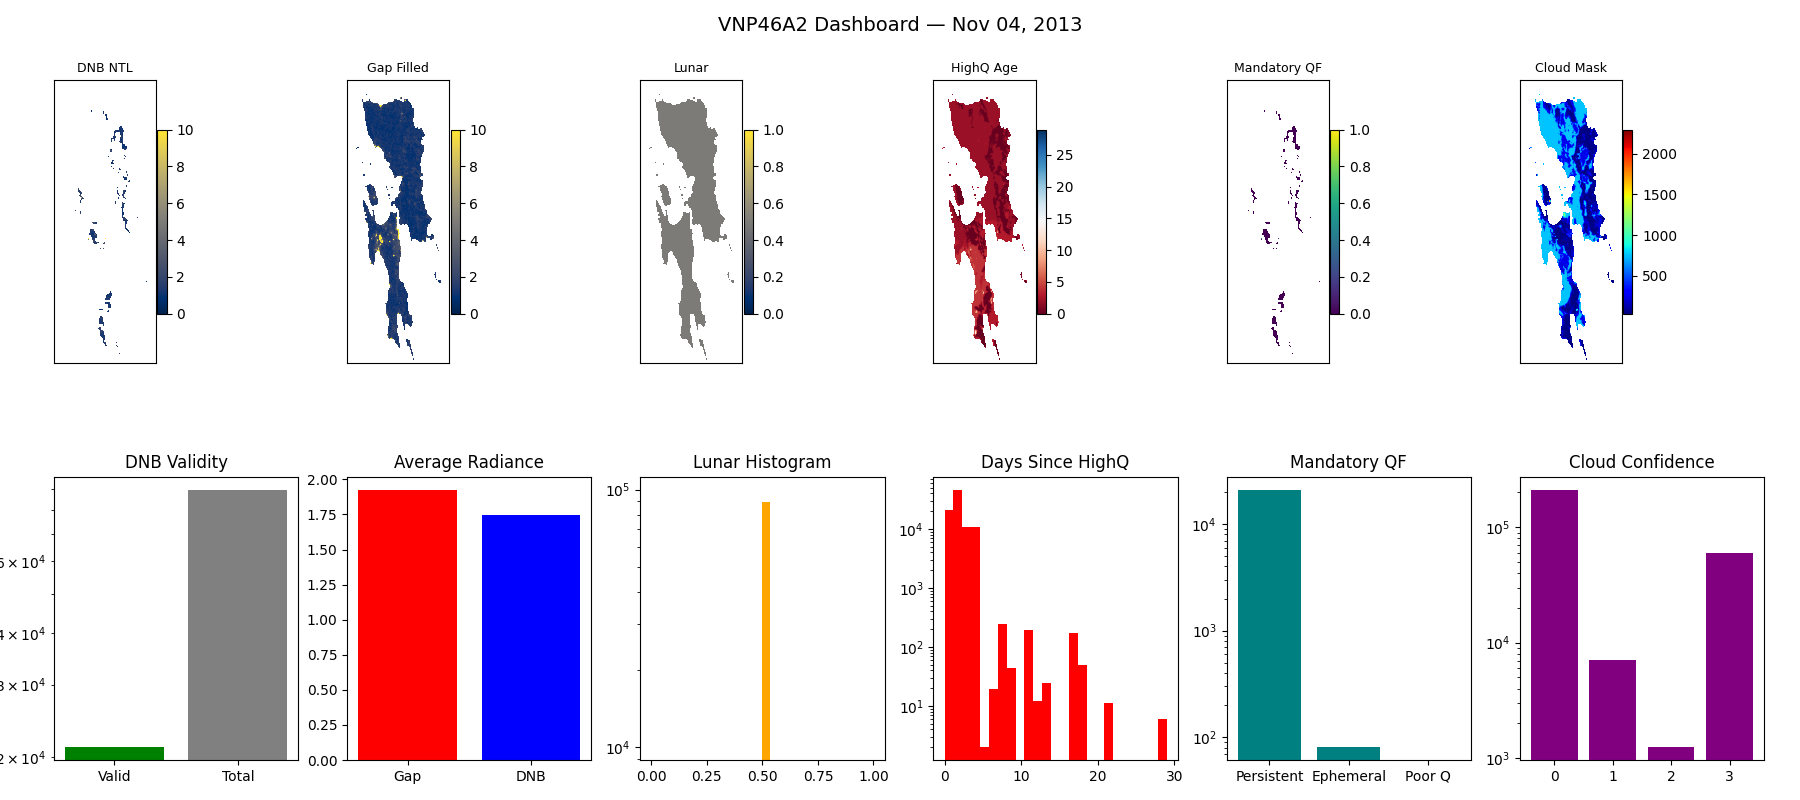 VNP46A2 Dashboard — Nov 04, 2013
DNB NTL
Gap Filled
Lunar
HighQ Age
Mandatory QF
Cloud Mask
10
8
6
4
2
0
10
8
6
4
2
0
1.0
0.8
0.6
0.4
0.2
0.0
25
20
15
10
5
0
1.0
0.8
0.6
0.4
0.2
0.0
2000
1500
1000
500
DNB Validity
4 × 10⁴
3 × 10⁴
2 × 10⁴
Valid Total
Average Radiance
2.00
1.75
1.50
1.25
1.00
0.75
0.50
0.25
0.00
Gap DNB
Lunar Histogram
10⁵
10⁴
0.00 0.25 0.50 0.75 1.00
Days Since HighQ
10⁴
10³
10²
10¹
0 10 20 30
Mandatory QF
10⁴
10³
10²
Persistent Ephemeral Poor Q
Cloud Confidence
10⁵
10⁴
10³
0 1 2 3